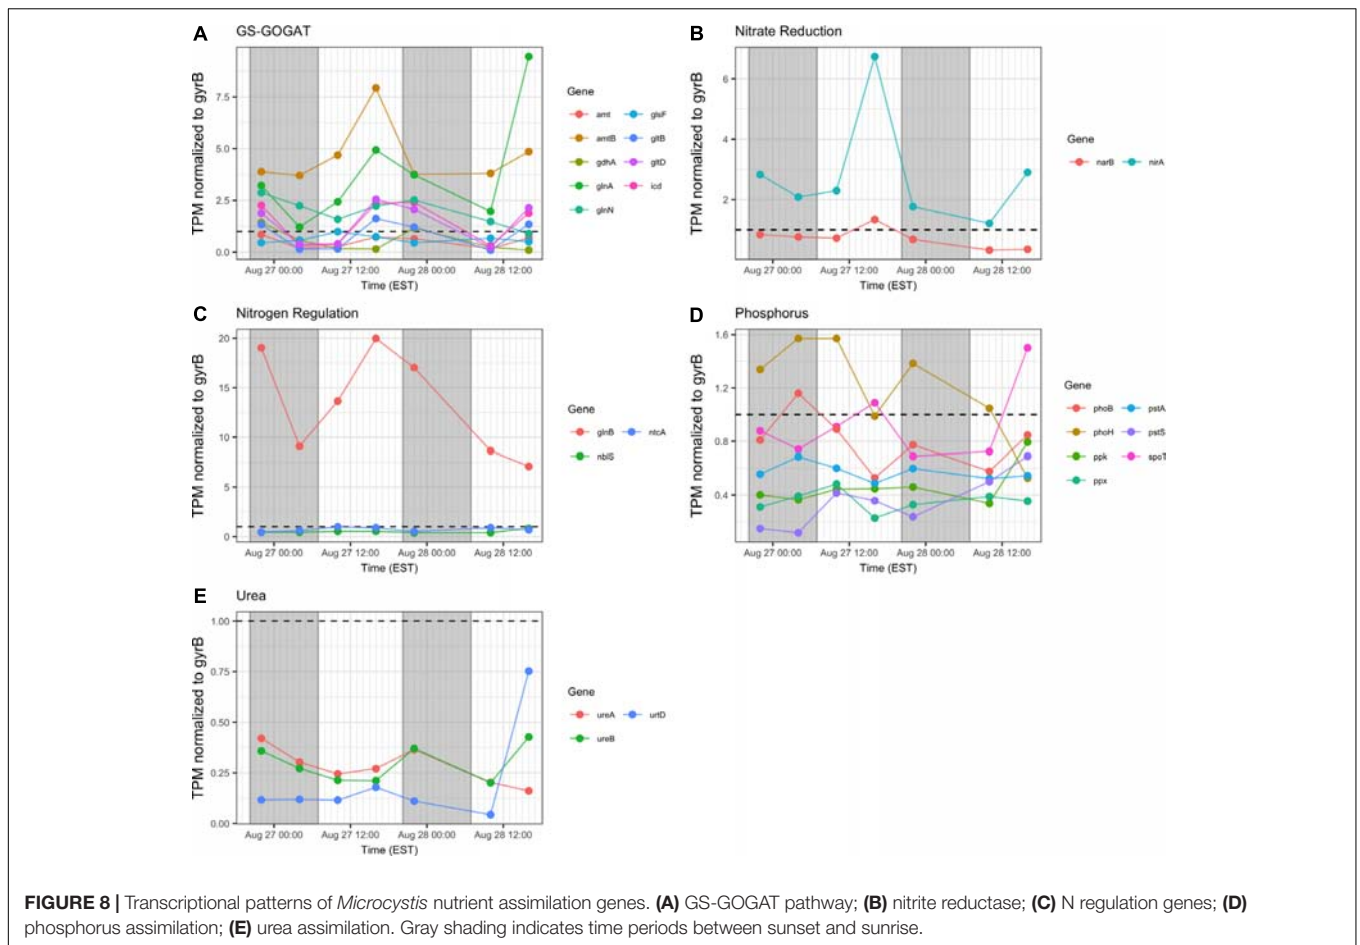 A
GS-GOGAT
TPM normalized to gyrB
7.5
5.0
2.5
0.0
Aug 27 00:00 Aug 27 12:00 Aug 28 00:00 Aug 28 12:00
Time (EST)
Gene
amt glsF
amtB gltB
gdhA gltD
glnA icd
glnN
B
Nitrate Reduction
TPM normalized to gyrB
6
4
2
Aug 27 00:00 Aug 27 12:00 Aug 28 00:00 Aug 28 12:00
Time (EST)
Gene
narB nirA
C
Nitrogen Regulation
TPM normalized to gyrB
20
15
10
5
0
Aug 27 00:00 Aug 27 12:00 Aug 28 00:00 Aug 28 12:00
Time (EST)
Gene
glnB ntcA
nblS
D
Phosphorus
TPM normalized to gyrB
1.6
1.2
0.8
0.4
Aug 27 00:00 Aug 27 12:00 Aug 28 00:00 Aug 28 12:00
Time (EST)
Gene
phoB pstA
phoH pstS
ppk spoT
ppx
E
Urea
TPM normalized to gyrB
1.00
0.75
0.50
0.25
0.00
Aug 27 00:00 Aug 27 12:00 Aug 28 00:00 Aug 28 12:00
Time (EST)
Gene
ureA urtD
ureB
FIGURE 8 | Transcriptional patterns of Microcystis nutrient assimilation genes. (A) GS-GOGAT pathway; (B) nitrite reductase; (C) N regulation genes; (D)
phosphorus assimilation; (E) urea assimilation. Gray shading indicates time periods between sunset and sunrise.